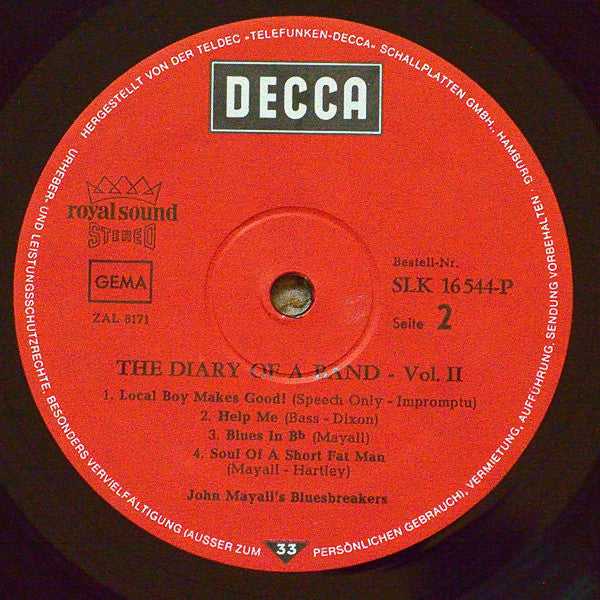 HERGESTELLT VON DER TELDEC »TELEFUNKEN-DECCA« SCHALLPLATTEN GMBH., HAMBURG · URHEBER- UND LEISTUNGSSCHUTZRECHTE, BESONDERS VERVIELFÄLTIGUNG (AUSSER ZUM PERSÖNLICHEN GEBRAUCH), VERMIETUNG, AUFFÜHRUNG, SENDUNG VORBEHALTEN ·
DECCA
royal sound
STEREO
GEMA
ZAL 8171
Bestell-Nr.
SLK 16544-P
Seite 2
THE DIARY OF A BAND - Vol. II
1. Local Boy Makes Good! (Speech Only - Impromptu)
2. Help Me (Bass - Dixon)
3. Blues In Bb (Mayall)
4. Soul Of A Short Fat Man
(Mayall - Hartley)
John Mayall's Bluesbreakers
33